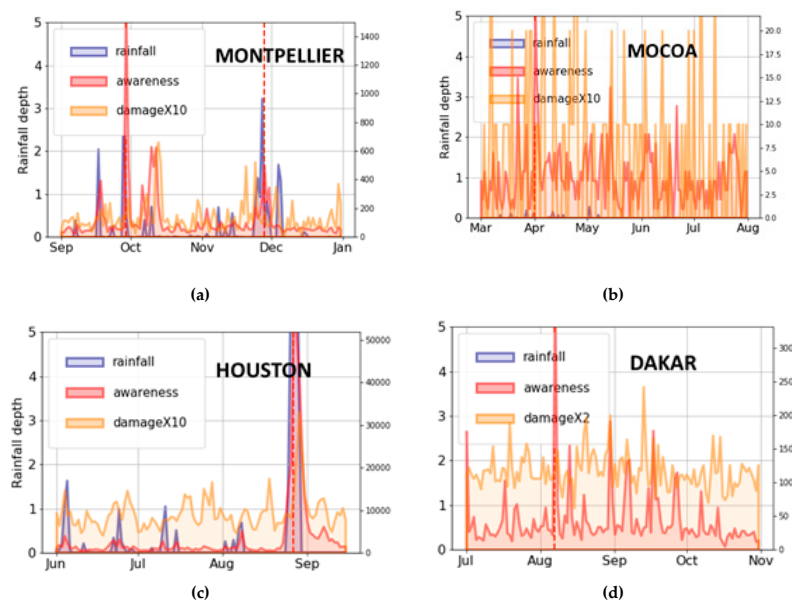 MONTPELLIER
Rainfall depth
5
4
3
2
1
0
rainfall
awareness
damageX10
1400
1200
1000
800
600
400
200
0
Sep Oct Nov Dec Jan
(a)
MOCOA
5
4
3
2
1
0
rainfall
awareness
damageX10
20.0
17.5
15.0
12.5
10.0
7.5
5.0
2.5
0.0
Mar Apr May Jun Jul Aug
(b)
HOUSTON
Rainfall depth
5
4
3
2
1
0
rainfall
awareness
damageX10
50000
40000
30000
20000
10000
0
Jun Jul Aug Sep
(c)
DAKAR
5
4
3
2
1
0
rainfall
awareness
damageX2
300
250
200
150
100
50
0
Jul Aug Sep Oct Nov
(d)